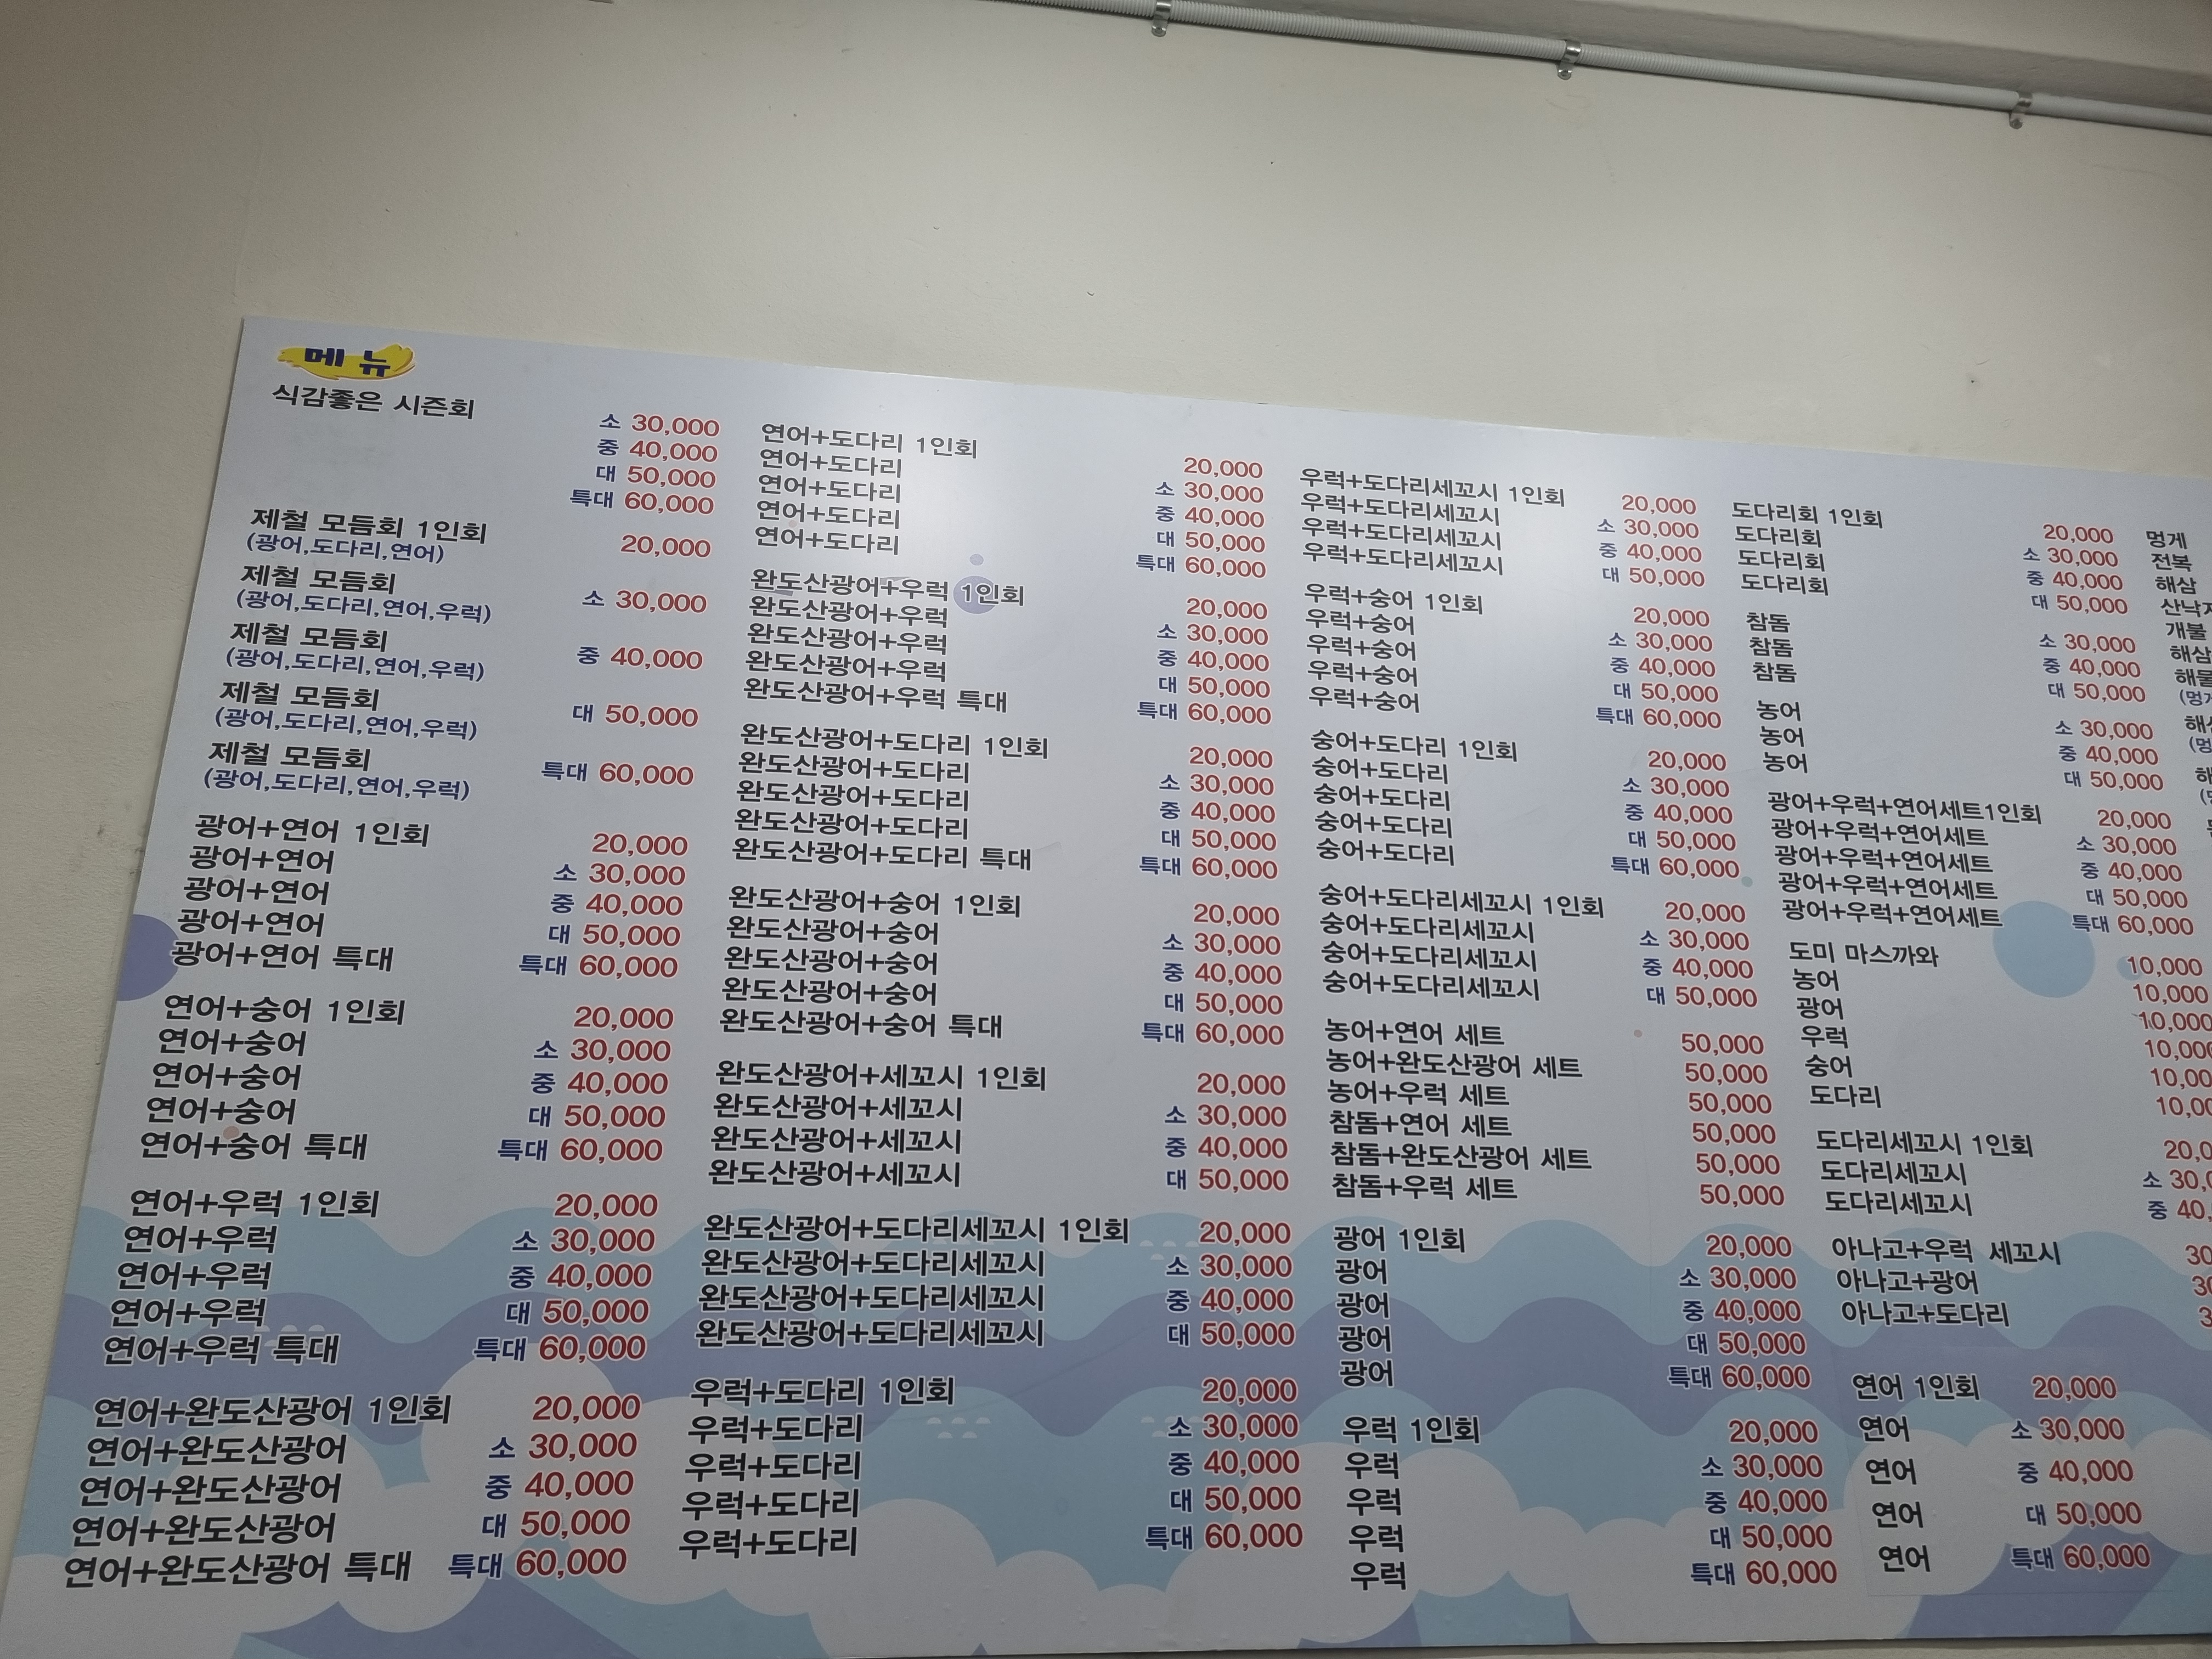 메뉴
식감좋은 시즌회
소 30,000
중 40,000
대 50,000
특대 60,000
제철 모듬회 1인회 20,000
(광어,도다리,연어)
제철 모듬회 소 30,000
(광어,도다리,연어,우럭)
제철 모듬회 중 40,000
(광어,도다리,연어,우럭)
제철 모듬회 대 50,000
(광어,도다리,연어,우럭)
제철 모듬회 특대 60,000
(광어,도다리,연어,우럭)
광어+연어 1인회 20,000
광어+연어 소 30,000
광어+연어 중 40,000
광어+연어 대 50,000
광어+연어 특대 특대 60,000
연어+숭어 1인회 20,000
연어+숭어 소 30,000
연어+숭어 중 40,000
연어+숭어 대 50,000
연어+숭어 특대 특대 60,000
연어+우럭 1인회 20,000
연어+우럭 소 30,000
연어+우럭 중 40,000
연어+우럭 대 50,000
연어+우럭 특대 특대 60,000
연어+완도산광어 1인회 20,000
연어+완도산광어 소 30,000
연어+완도산광어 중 40,000
연어+완도산광어 대 50,000
연어+완도산광어 특대 특대 60,000
연어+도다리 1인회 20,000
연어+도다리 소 30,000
연어+도다리 중 40,000
연어+도다리 대 50,000
연어+도다리 특대 60,000
완도산광어+우럭 1인회 20,000
완도산광어+우럭 소 30,000
완도산광어+우럭 중 40,000
완도산광어+우럭 대 50,000
완도산광어+우럭 특대 특대 60,000
완도산광어+도다리 1인회 20,000
완도산광어+도다리 소 30,000
완도산광어+도다리 중 40,000
완도산광어+도다리 대 50,000
완도산광어+도다리 특대 특대 60,000
완도산광어+숭어 1인회 20,000
완도산광어+숭어 소 30,000
완도산광어+숭어 중 40,000
완도산광어+숭어 대 50,000
완도산광어+숭어 특대 특대 60,000
완도산광어+세꼬시 1인회 20,000
완도산광어+세꼬시 소 30,000
완도산광어+세꼬시 중 40,000
완도산광어+세꼬시 대 50,000
완도산광어+도다리세꼬시 1인회 20,000
완도산광어+도다리세꼬시 소 30,000
완도산광어+도다리세꼬시 중 40,000
완도산광어+도다리세꼬시 대 50,000
우럭+도다리 1인회 20,000
우럭+도다리 소 30,000
우럭+도다리 중 40,000
우럭+도다리 대 50,000
우럭+도다리 특대 60,000
우럭+도다리세꼬시 1인회 20,000
우럭+도다리세꼬시 소 30,000
우럭+도다리세꼬시 중 40,000
우럭+도다리세꼬시 대 50,000
우럭+숭어 1인회 20,000
우럭+숭어 소 30,000
우럭+숭어 중 40,000
우럭+숭어 대 50,000
우럭+숭어 특대 60,000
숭어+도다리 1인회 20,000
숭어+도다리 소 30,000
숭어+도다리 중 40,000
숭어+도다리 대 50,000
숭어+도다리 특대 60,000
숭어+도다리세꼬시 1인회 20,000
숭어+도다리세꼬시 소 30,000
숭어+도다리세꼬시 중 40,000
숭어+도다리세꼬시 대 50,000
농어+연어 세트 50,000
농어+완도산광어 세트 50,000
농어+우럭 세트 50,000
참돔+연어 세트 50,000
참돔+완도산광어 세트 50,000
참돔+우럭 세트 50,000
광어 1인회 20,000
광어 소 30,000
광어 중 40,000
광어 대 50,000
광어 특대 60,000
우럭 1인회 20,000
우럭 소 30,000
우럭 중 40,000
우럭 대 50,000
우럭 특대 60,000
도다리회 1인회 20,000
도다리회 소 30,000
도다리회 중 40,000
도다리회 대 50,000
참돔 소 30,000
참돔 중 40,000
참돔 대 50,000
농어 소 30,000
농어 중 40,000
농어 대 50,000
광어+우럭+연어세트1인회 20,000
광어+우럭+연어세트 소 30,000
광어+우럭+연어세트 중 40,000
광어+우럭+연어세트 대 50,000
광어+우럭+연어세트 특대 60,000
도미 마스까와 10,000
농어 10,000
광어 10,000
우럭
숭어
도다리
도다리세꼬시 1인회
도다리세꼬시 소
도다리세꼬시 중
아나고+우럭 세꼬시
아나고+광어
아나고+도다리
연어 1인회 20,000
연어 소 30,000
연어 중 40,000
연어 대 50,000
연어 특대 60,000
멍게
전복
해삼
개불